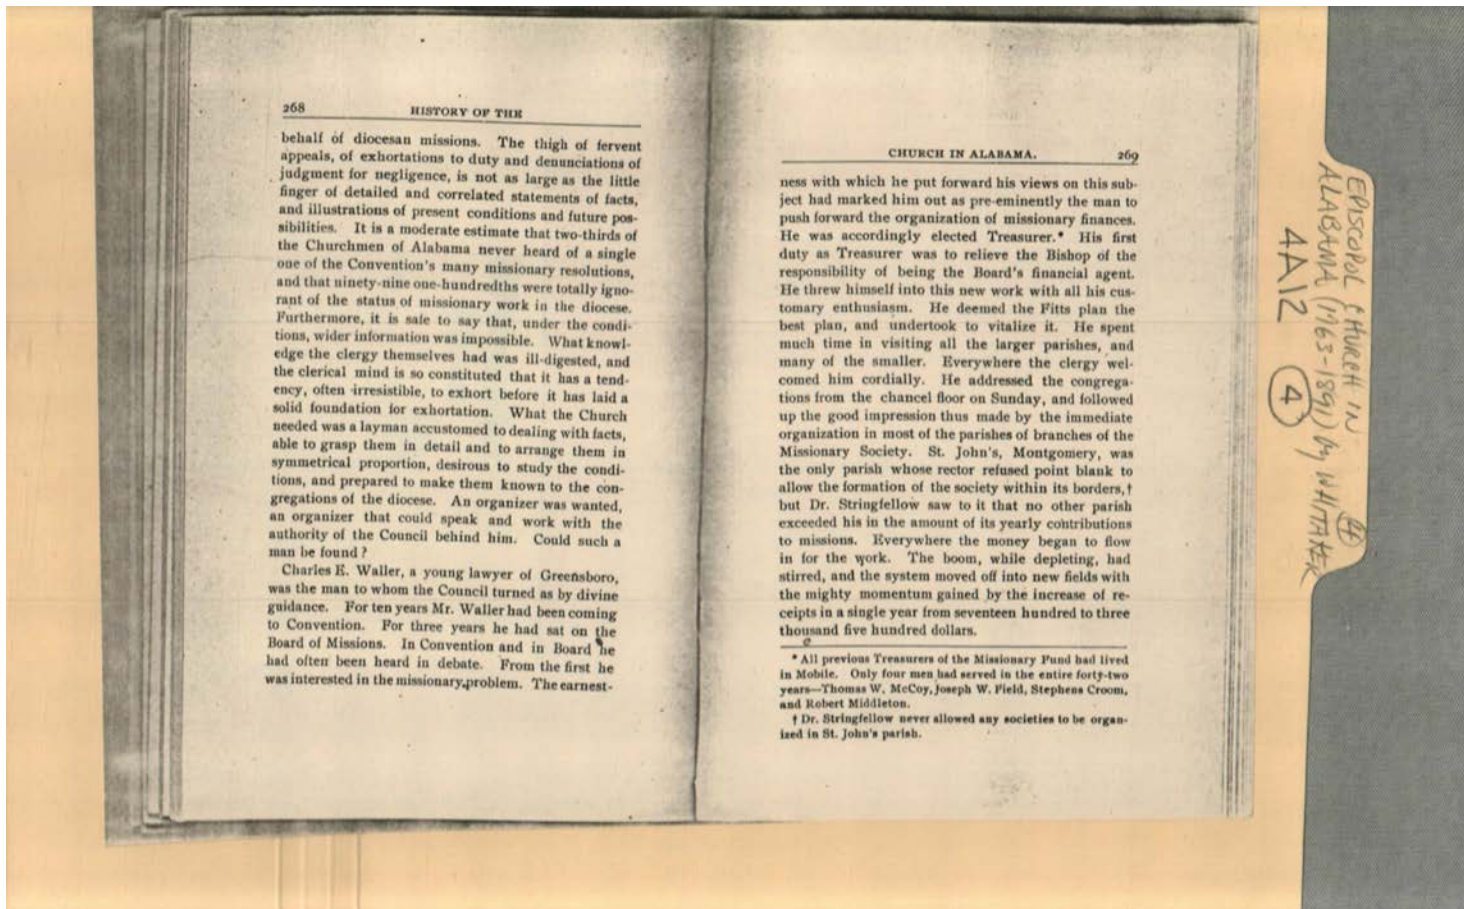 268 HISTORY OF THE
behalf of diocesan missions. The thigh of fervent
appeals, of exhortations to duty and denunciations of
judgment for negligence, is not as large as the little
finger of detailed and correlated statements of facts,
and illustrations of present conditions and future pos-
sibilities. It is a moderate estimate that two-thirds of
the Churchmen of Alabama never heard of a single
one of the Convention's many missionary resolutions,
and that ninety-nine one-hundredths were totally igno-
rant of the status of missionary work in the diocese.
Furthermore, it is safe to say that, under the condi-
tions, wider information was impossible. What knowl-
edge the clergy themselves had was ill-digested, and
the clerical mind is so constituted that it has a tend-
ency, often irresistible, to exhort before it has laid a
solid foundation for exhortation. What the Church
needed was a layman accustomed to dealing with facts,
able to grasp them in detail and to arrange them in
symmetrical proportion, desirous to study the condi-
tions, and prepared to make them known to the con-
gregations of the diocese. An organizer was wanted,
an organizer that could speak and work with the
authority of the Council behind him. Could such a
man be found?
Charles E. Waller, a young lawyer of Greensboro,
was the man to whom the Council turned as by divine
guidance. For ten years Mr. Waller had been coming
to Convention. For three years he had sat on the
Board of Missions. In Convention and in Board he
had often been heard in debate. From the first he
was interested in the missionary problem. The earnest-
CHURCH IN ALABAMA. 269
ness with which he put forward his views on this sub-
ject had marked him out as pre-eminently the man to
push forward the organization of missionary finances.
He was accordingly elected Treasurer.* His first
duty as Treasurer was to relieve the Bishop of the
responsibility of being the Board's financial agent.
He threw himself into this new work with all his cus-
tomary enthusiasm. He deemed the Fitts plan the
best plan, and undertook to vitalize it. He spent
much time in visiting all the larger parishes, and
many of the smaller. Everywhere the clergy wel-
comed him cordially. He addressed the congrega-
tions from the chancel floor on Sunday, and followed
up the good impression thus made by the immediate
organization in most of the parishes of branches of the
Missionary Society. St. John's, Montgomery, was
the only parish whose rector refused point blank to
allow the formation of the society within its borders,†
but Dr. Stringfellow saw to it that no other parish
exceeded his in the amount of its yearly contributions
to missions. Everywhere the money began to flow
in for the work. The boom, while depleting, had
stirred, and the system moved off into new fields with
the mighty momentum gained by the increase of re-
ceipts in a single year from seventeen hundred to three
thousand five hundred dollars.
* All previous Treasurers of the Missionary Fund had lived
in Mobile. Only four men had served in the entire forty-two
years—Thomas W. McCoy, Joseph W. Field, Stephens Croom,
and Robert Middleton.
† Dr. Stringfellow never allowed any societies to be organ-
ized in St. John's parish.
EPISCOPOL CHURCH IN
ALABAMA (1763-1891) by WHITAKER
4A12 4